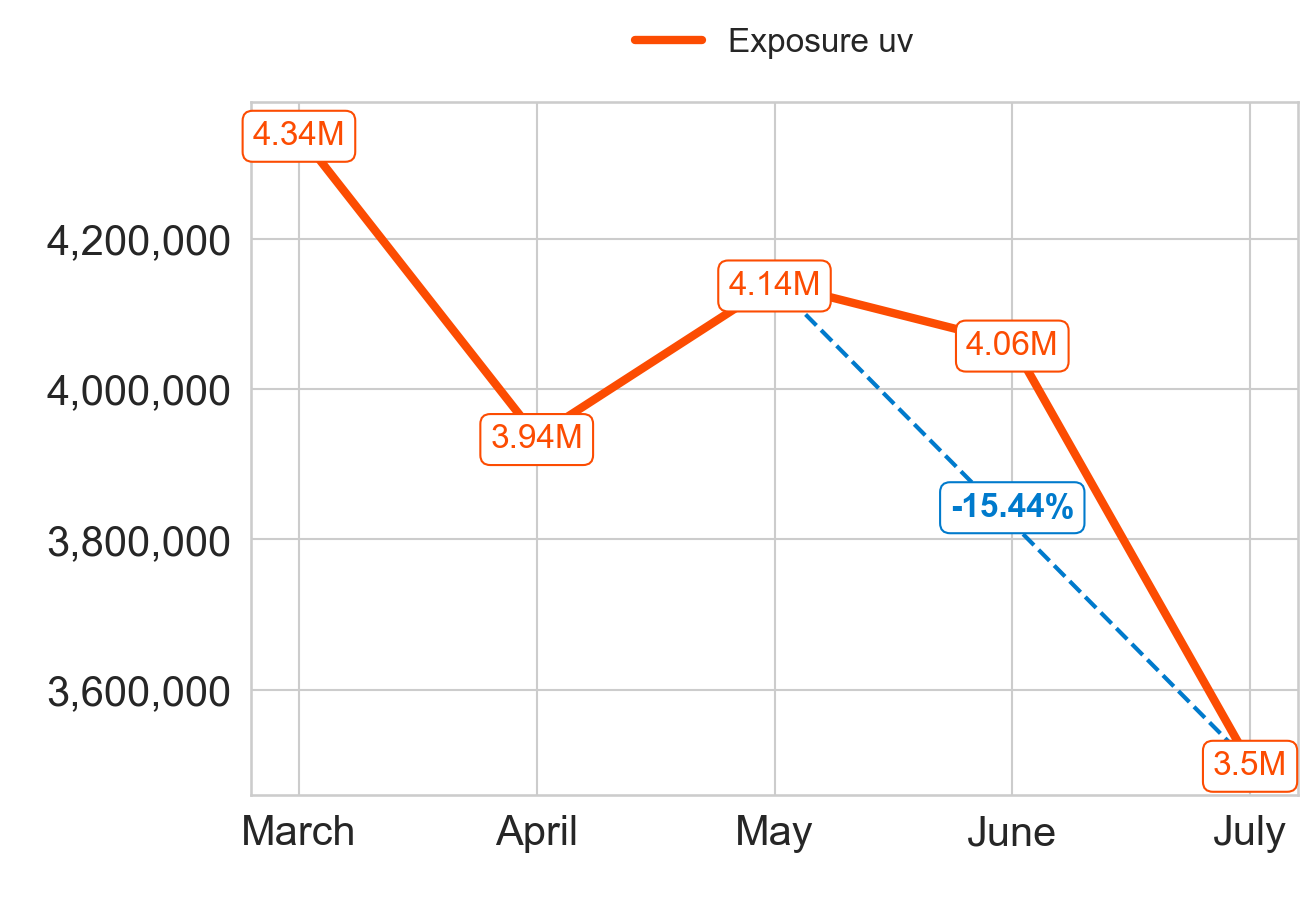 Exposure uv
4.34M
4,200,000
4.14M
4.06M
4,000,000
3.94M
-15.44%
3,800,000
3,600,000
3.5M
March April May June July